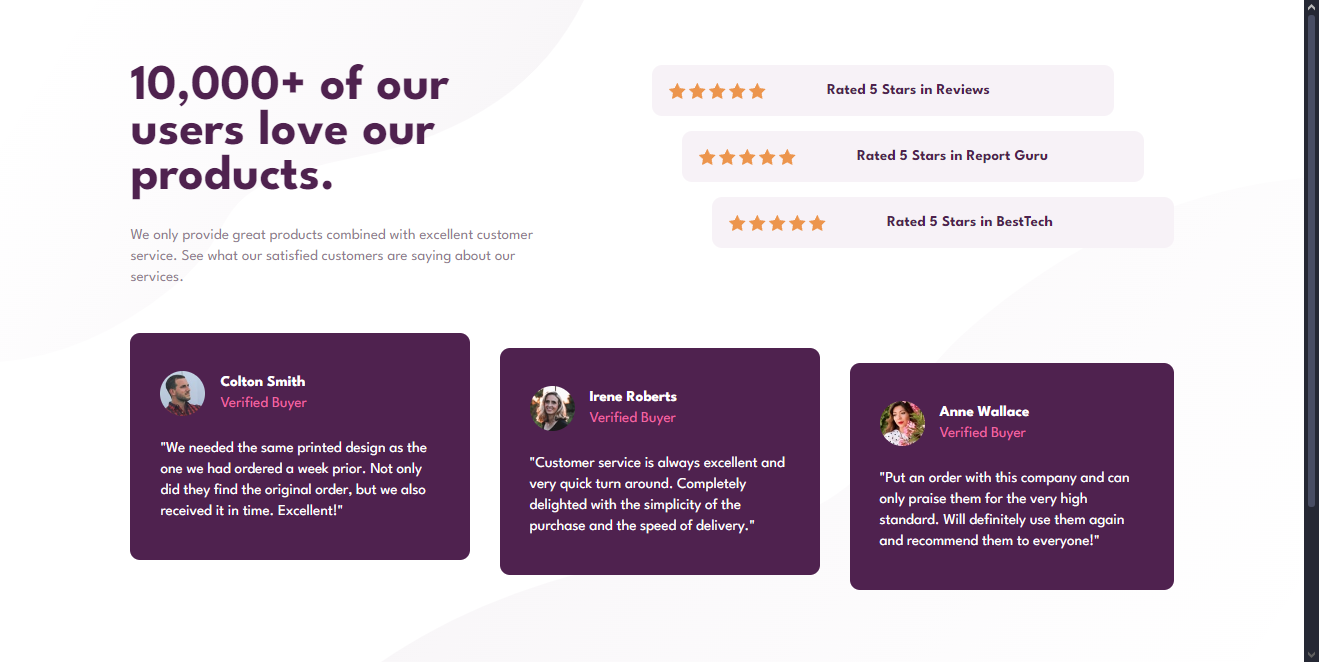 10,000+ of our
users love our
products.
We only provide great products combined with excellent customer
service. See what our satisfied customers are saying about our
services.
Rated 5 Stars in Reviews
Rated 5 Stars in Report Guru
Rated 5 Stars in BestTech
Colton Smith
Verified Buyer
"We needed the same printed design as the
one we had ordered a week prior. Not only
did they find the original order, but we also
received it in time. Excellent!"
Irene Roberts
Verified Buyer
"Customer service is always excellent and
very quick turn around. Completely
delighted with the simplicity of the
purchase and the speed of delivery."
Anne Wallace
Verified Buyer
"Put an order with this company and can
only praise them for the very high
standard. Will definitely use them again
and recommend them to everyone!"